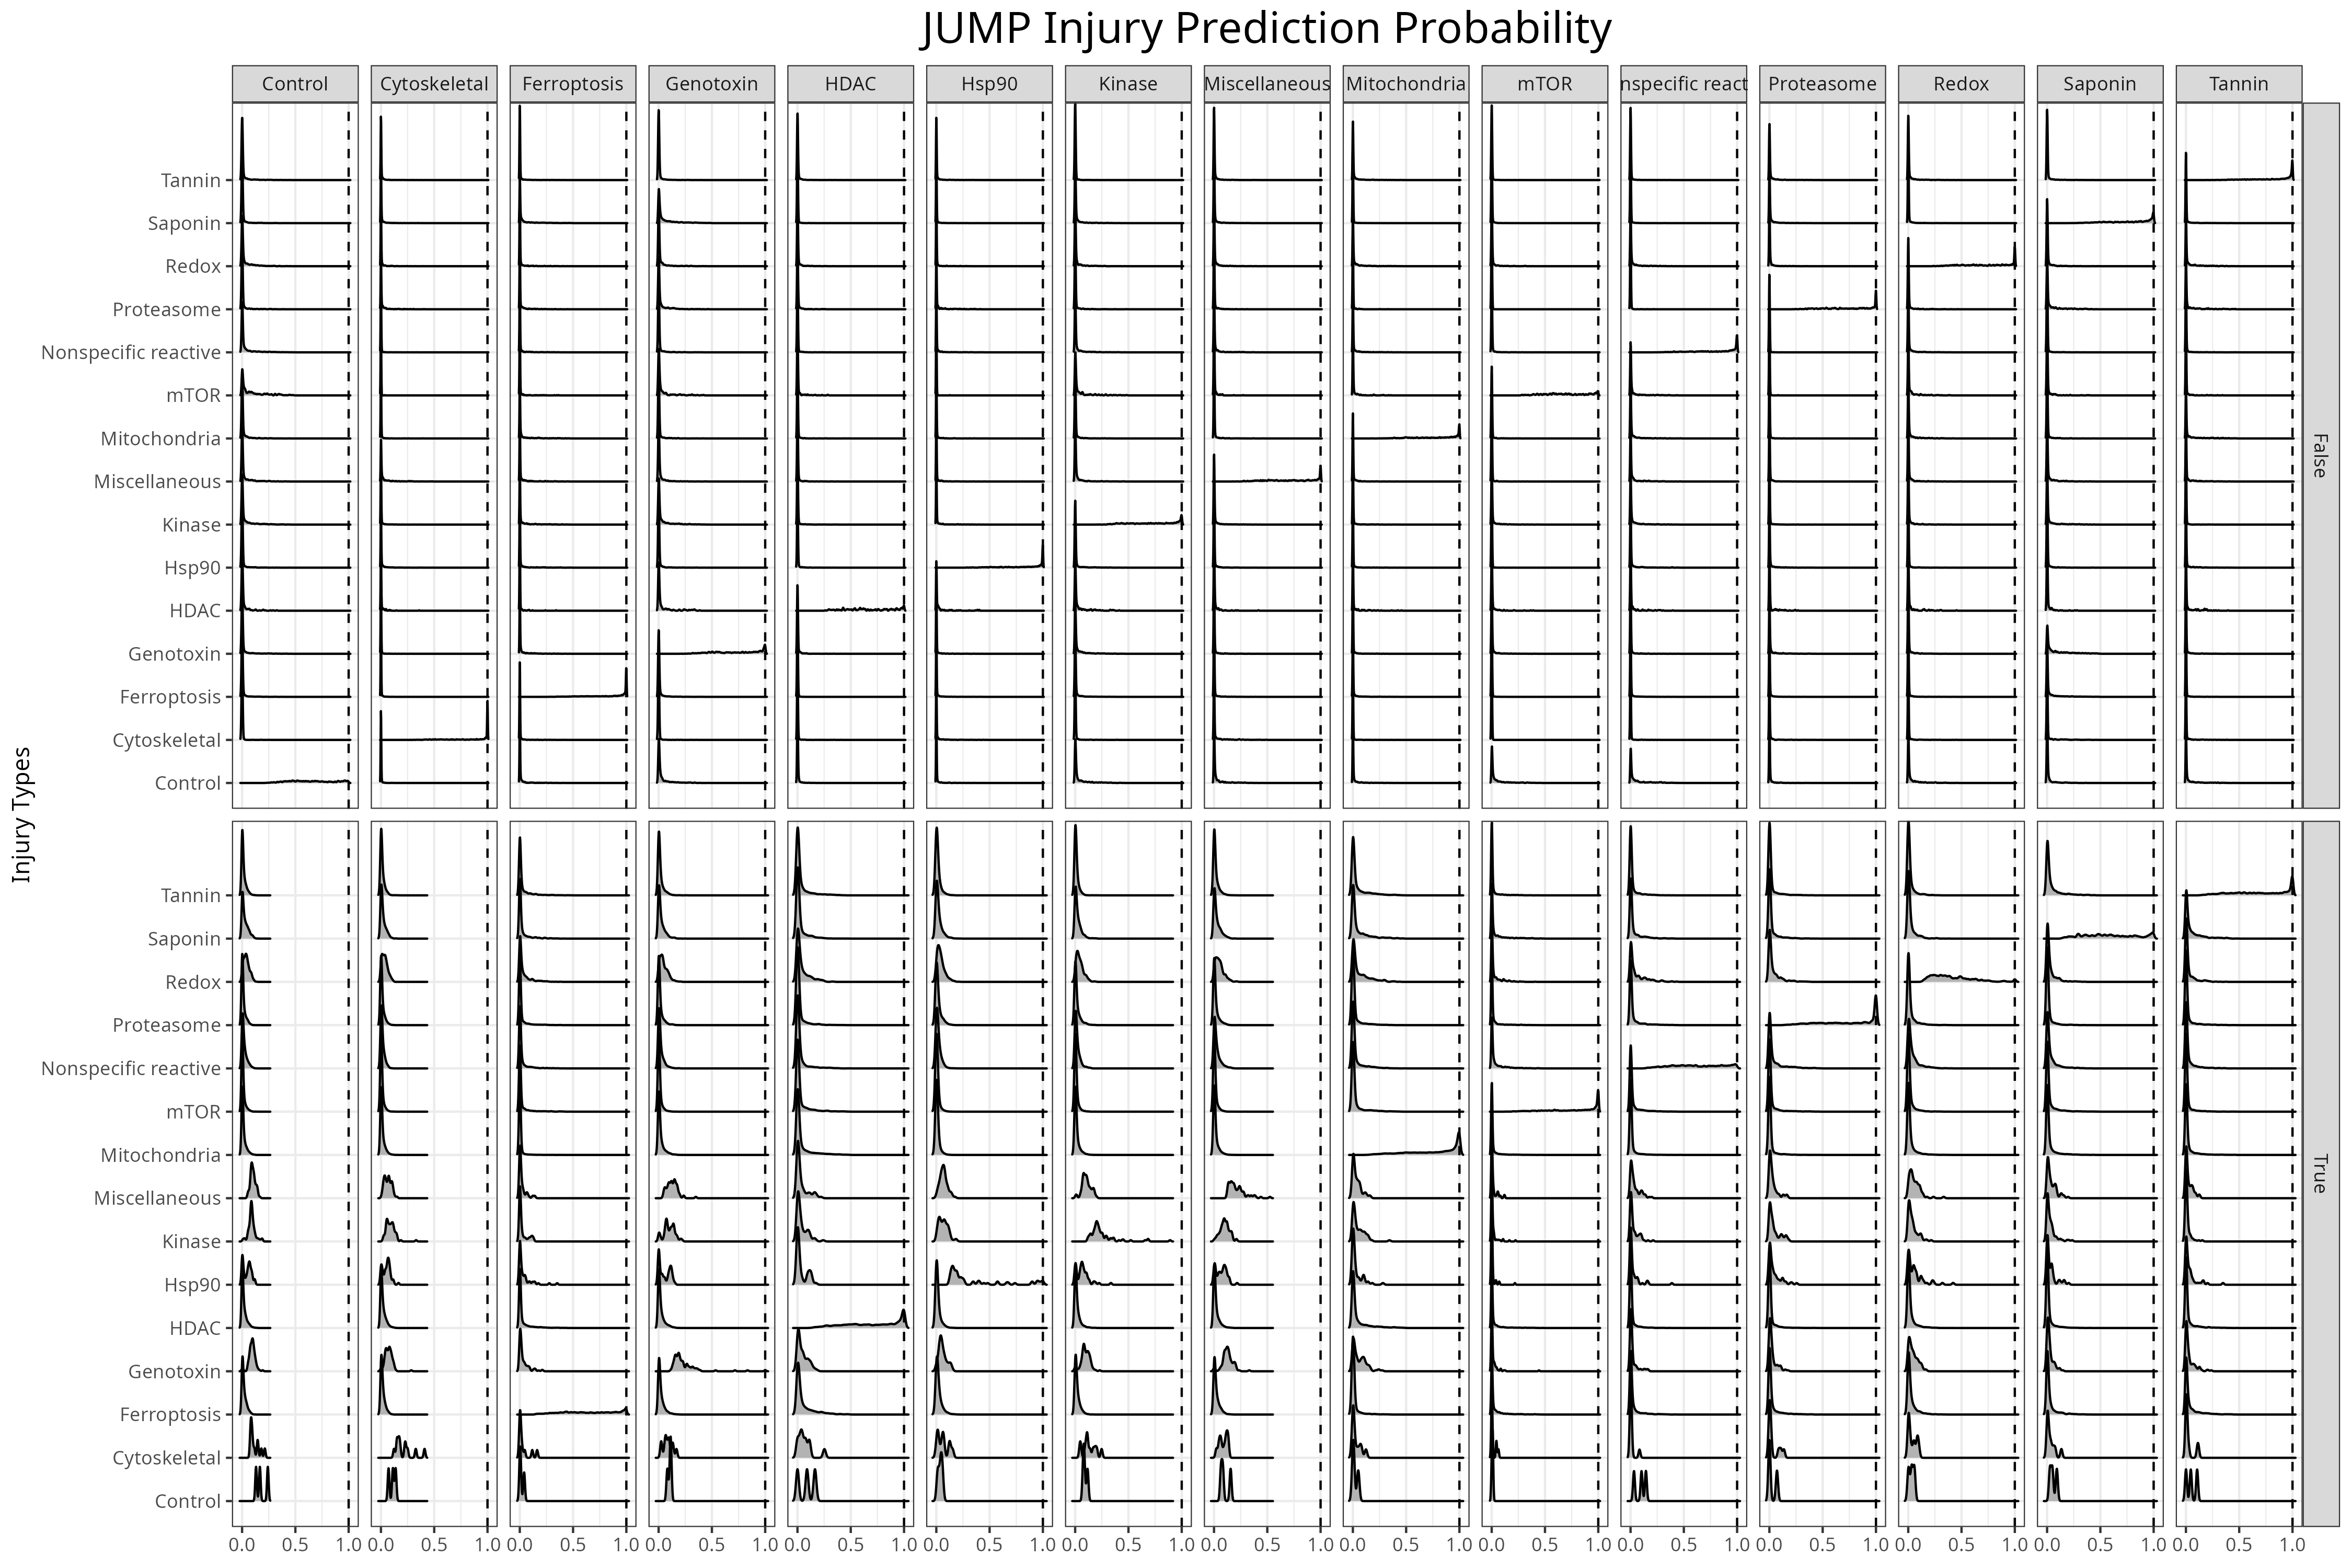 JUMP Injury Prediction Probability
Control Cytoskeletal Ferroptosis Genotoxin HDAC Hsp90 Kinase Miscellaneous Mitochondria mTOR nspecific react Proteasome Redox Saponin Tannin
Tannin
Saponin
Redox
Proteasome
Nonspecific reactive
mTOR
Mitochondria
Miscellaneous
Kinase
Hsp90
HDAC
Genotoxin
Ferroptosis
Cytoskeletal
Control
False
Injury Types
Tannin
Saponin
Redox
Proteasome
Nonspecific reactive
mTOR
Mitochondria
Miscellaneous
Kinase
Hsp90
HDAC
Genotoxin
Ferroptosis
Cytoskeletal
Control
True
0.0 0.5 1.0 0.0 0.5 1.0 0.0 0.5 1.0 0.0 0.5 1.0 0.0 0.5 1.0 0.0 0.5 1.0 0.0 0.5 1.0 0.0 0.5 1.0 0.0 0.5 1.0 0.0 0.5 1.0 0.0 0.5 1.0 0.0 0.5 1.0 0.0 0.5 1.0 0.0 0.5 1.0 0.0 0.5 1.0